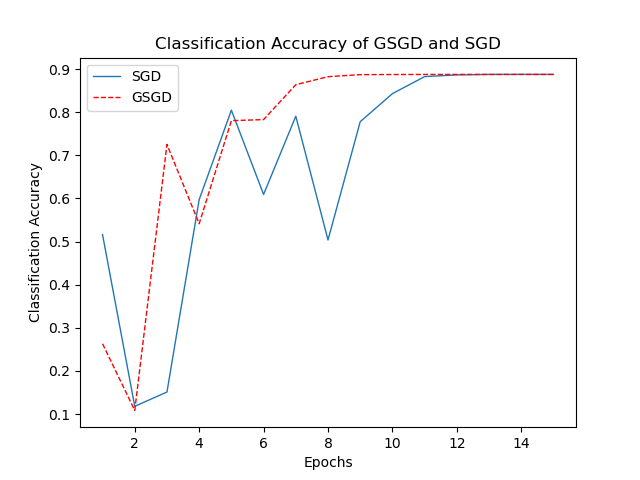 Classification Accuracy of GSGD and SGD
SGD
GSGD
Classification Accuracy
0.9
0.8
0.7
0.6
0.5
0.4
0.3
0.2
0.1
2 4 6 8 10 12 14
Epochs